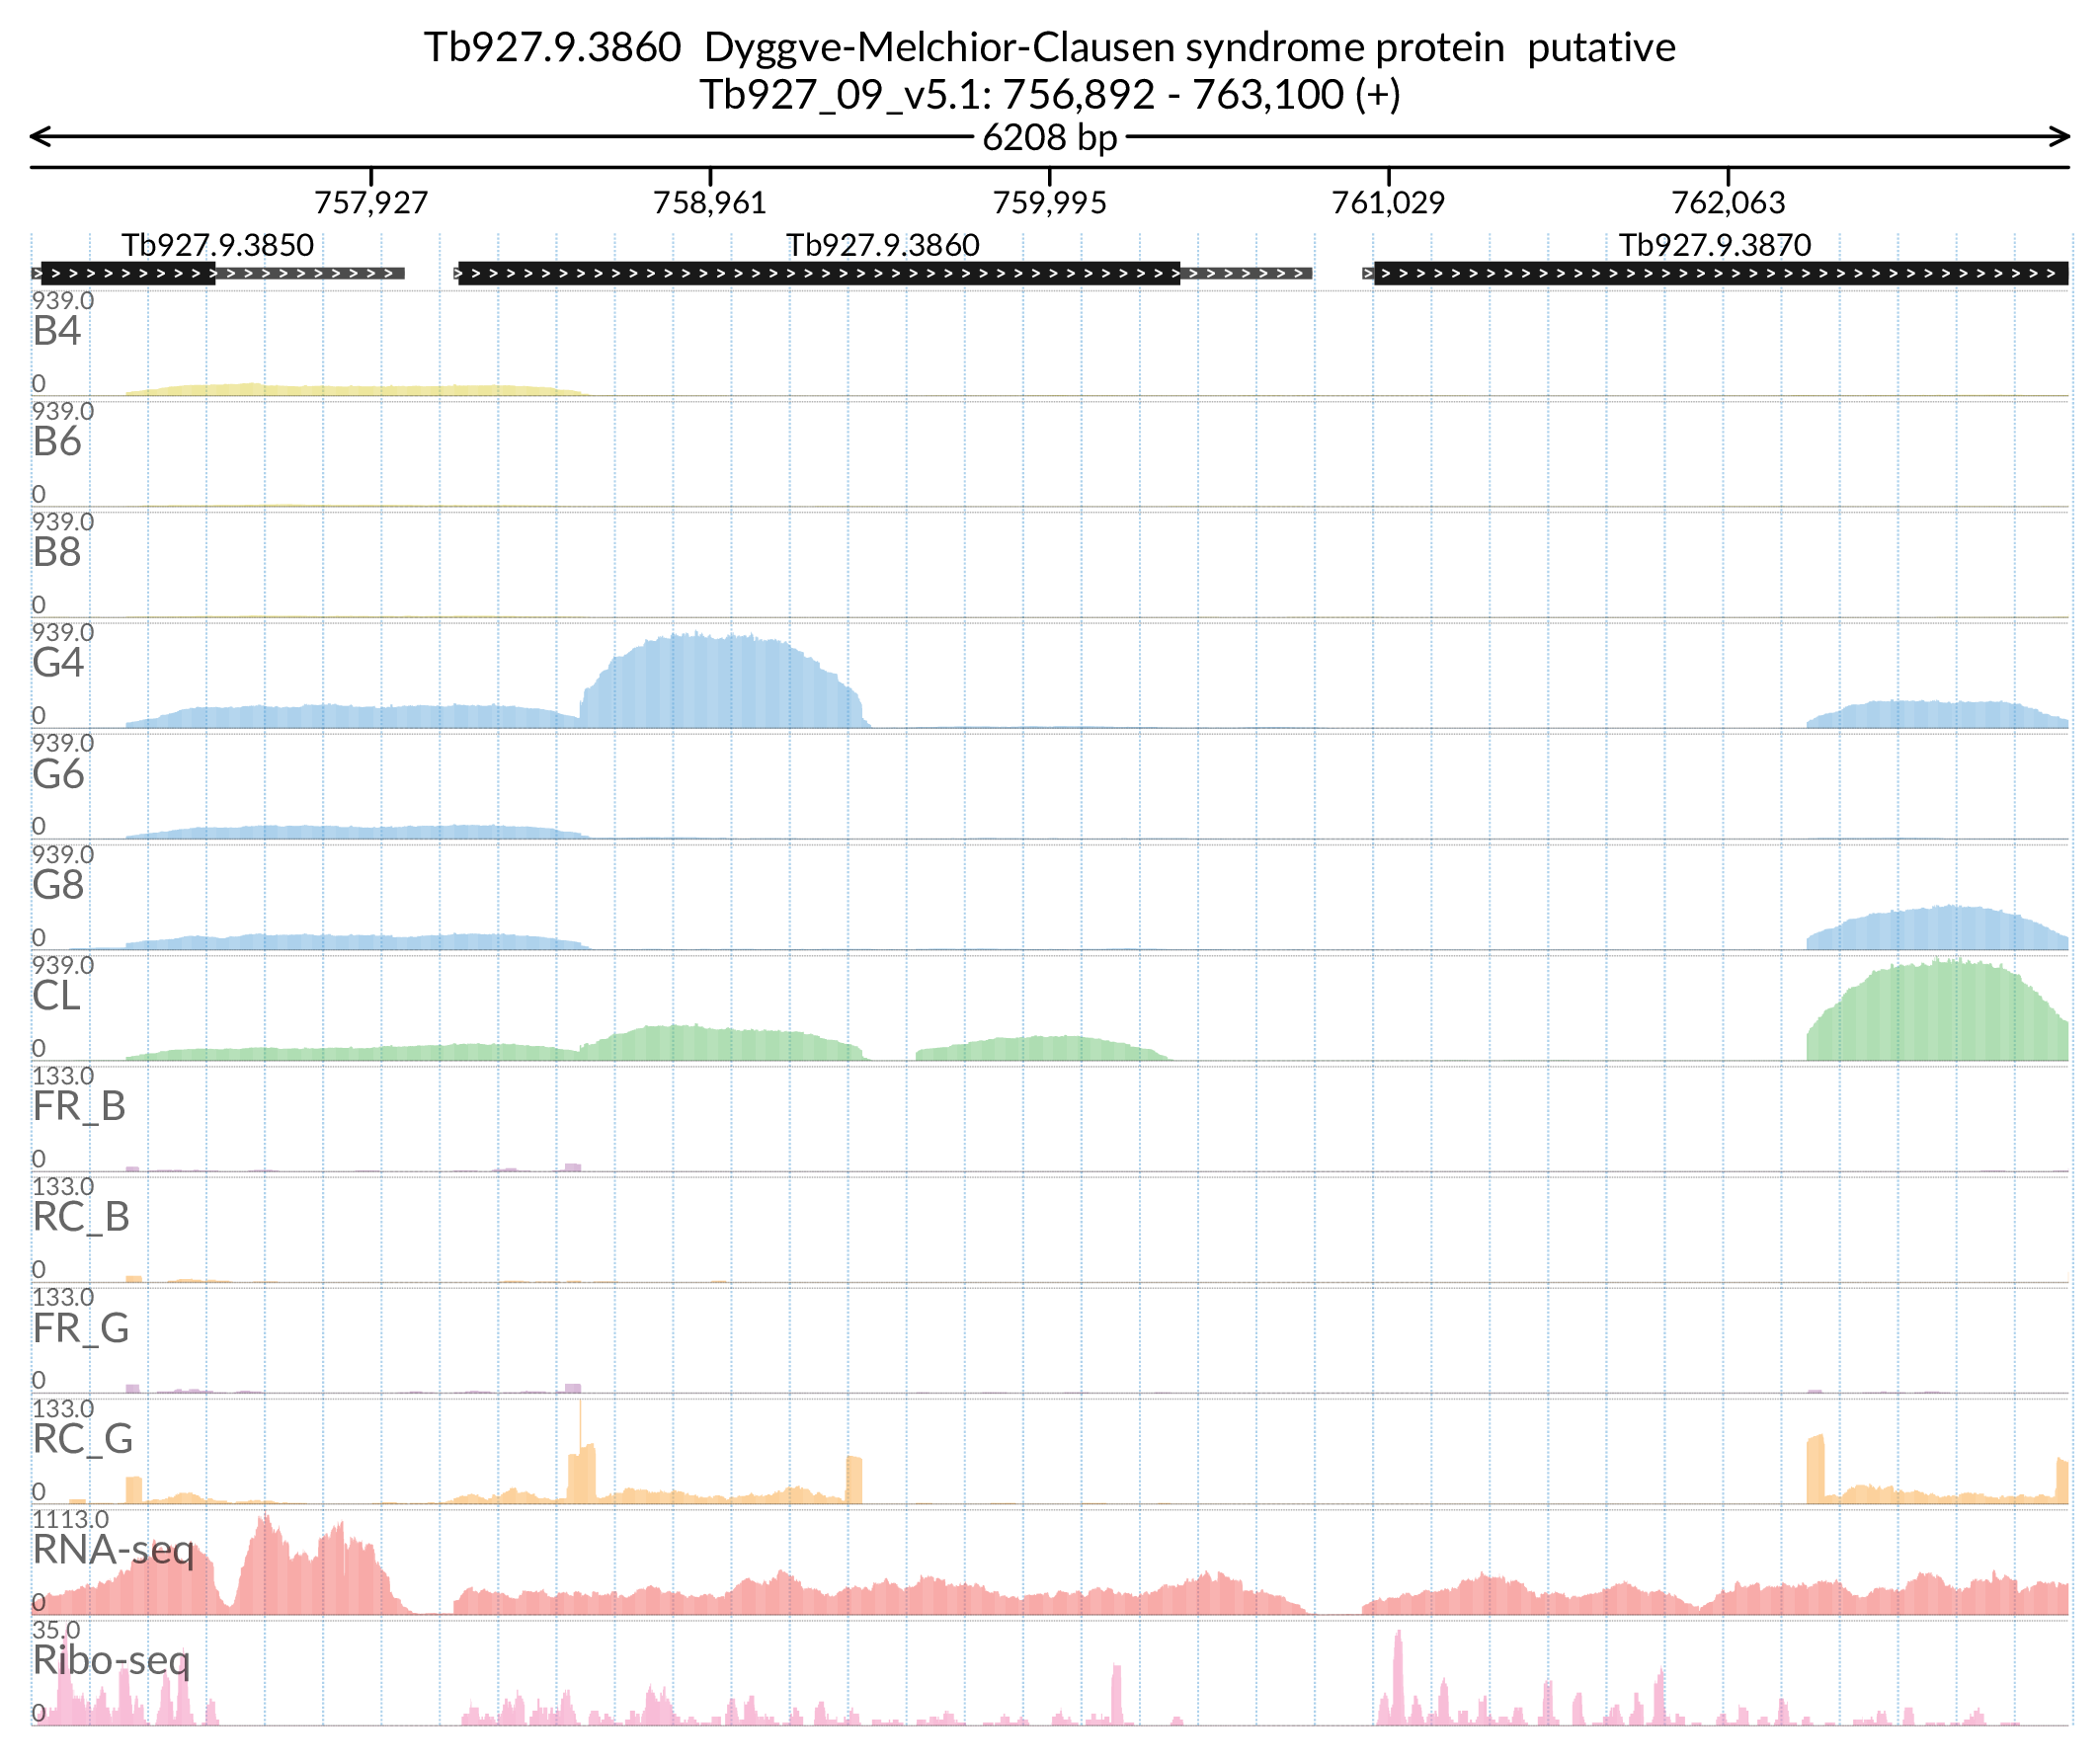 Tb927.9.3860  Dyggve-Melchior-Clausen syndrome protein  putative
Tb927_09_v5.1: 756,892 - 763,100 (+)
6208 bp
757,927 758,961 759,995 761,029 762,063
Tb927.9.3850 Tb927.9.3860 Tb927.9.3870
939.0
B4
0
939.0
B6
0
939.0
B8
0
939.0
G4
0
939.0
G6
0
939.0
G8
0
939.0
CL
0
133.0
FR_B
0
133.0
RC_B
0
133.0
FR_G
0
133.0
RC_G
0
1113.0
RNA-seq
0
35.0
Ribo-seq
0